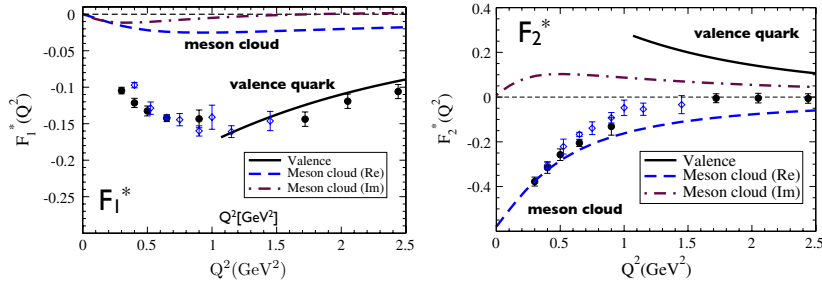 0
-0.05
-0.1
-0.15
-0.2
-0.25
F₁*(Q²)
meson cloud
valence quark
Valence
Meson cloud (Re)
Meson cloud (Im)
F₁*
Q²[GeV²]
0 0.5 1 1.5 2 2.5
Q²(GeV²)
0.4
0.2
0
-0.2
-0.4
F₂*(Q²)
F₂*
valence quark
meson cloud
Valence
Meson cloud (Re)
Meson cloud (Im)
0 0.5 1 1.5 2 2.5
Q²(GeV²)